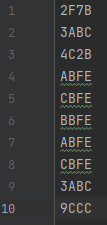 1 2F7B
2 3ABC
3 4C2B
4 ABFE
5 CBFE
6 BBFE
7 ABFE
8 CBFE
9 3ABC
10 9CCC